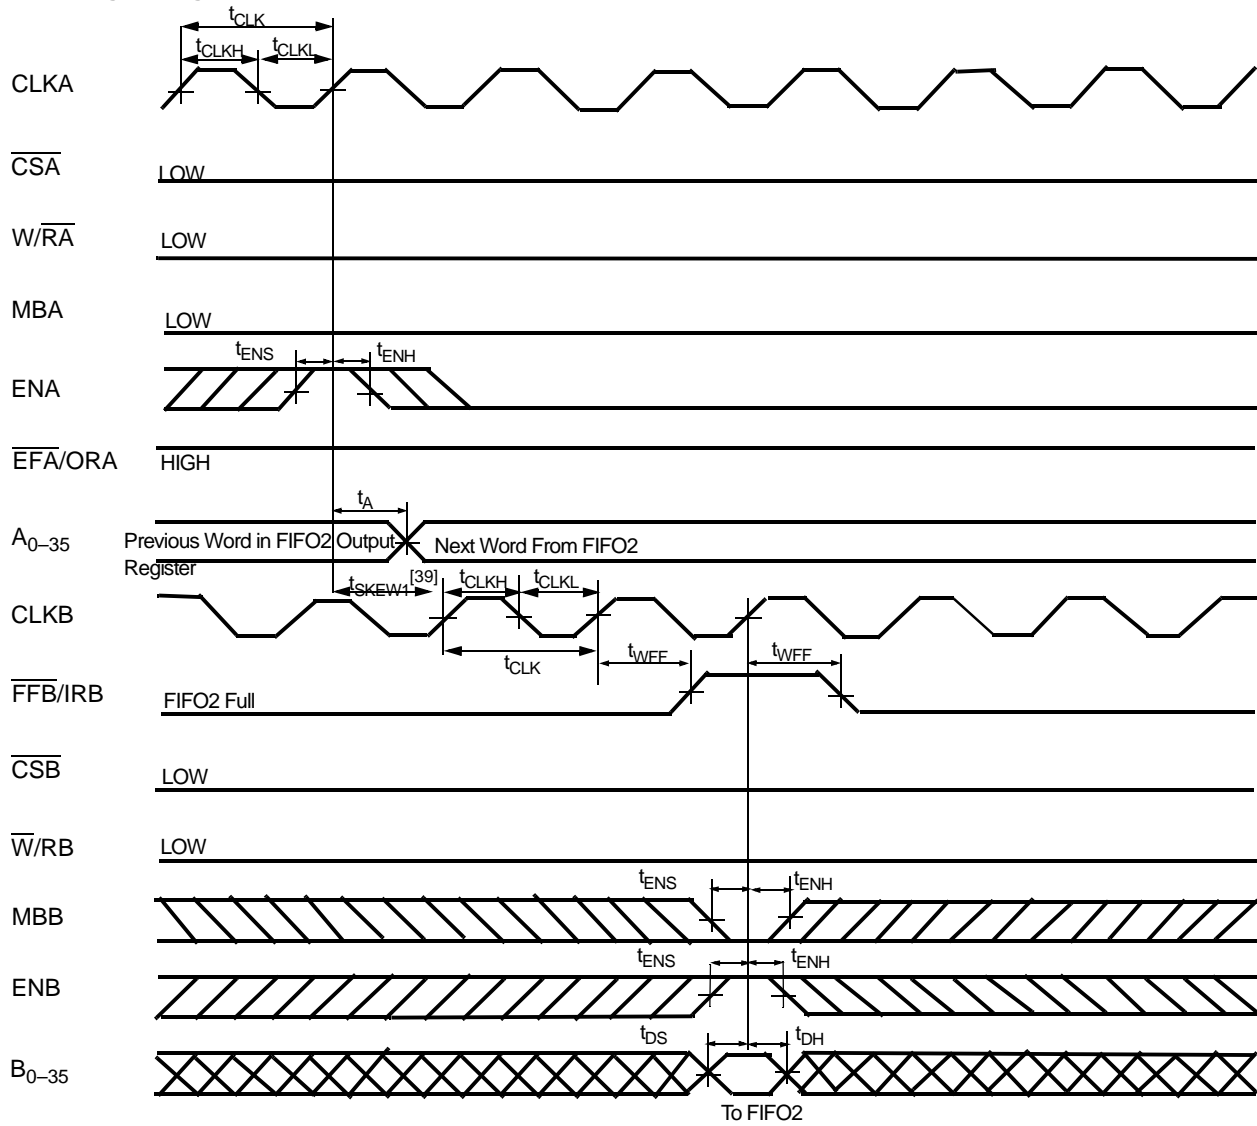 tCLK
tCLKH tCLKL
CLKA
CSA
LOW
W/RA
LOW
MBA
LOW
tENS tENH
ENA
EFA/ORA
HIGH
tA
A0–35
Previous Word in FIFO2 Output
Register
Next Word From FIFO2
tSKEW1[39] tCLKH tCLKL
CLKB
tCLK
tWFF tWFF
FFB/IRB
FIFO2 Full
CSB
LOW
W/RB
LOW
tENS tENH
MBB
tENS tENH
ENB
tDS tDH
B0–35
To FIFO2